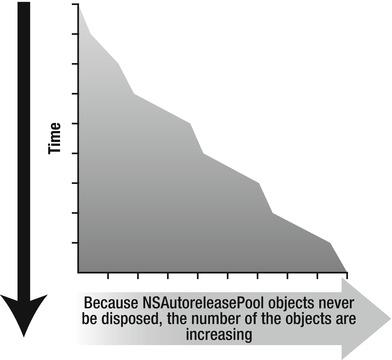 Time
Because NSAutoreleasePool objects never
be disposed, the number of the objects are
increasing